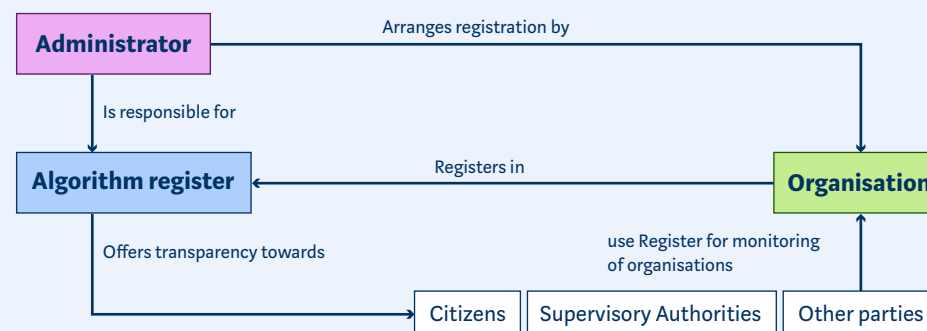 Arranges registration by
Administrator
Is responsible for
Registers in
Algorithm register
Organisation
Offers transparency towards
use Register for monitoring
of organisations
Citizens
Supervisory Authorities
Other parties